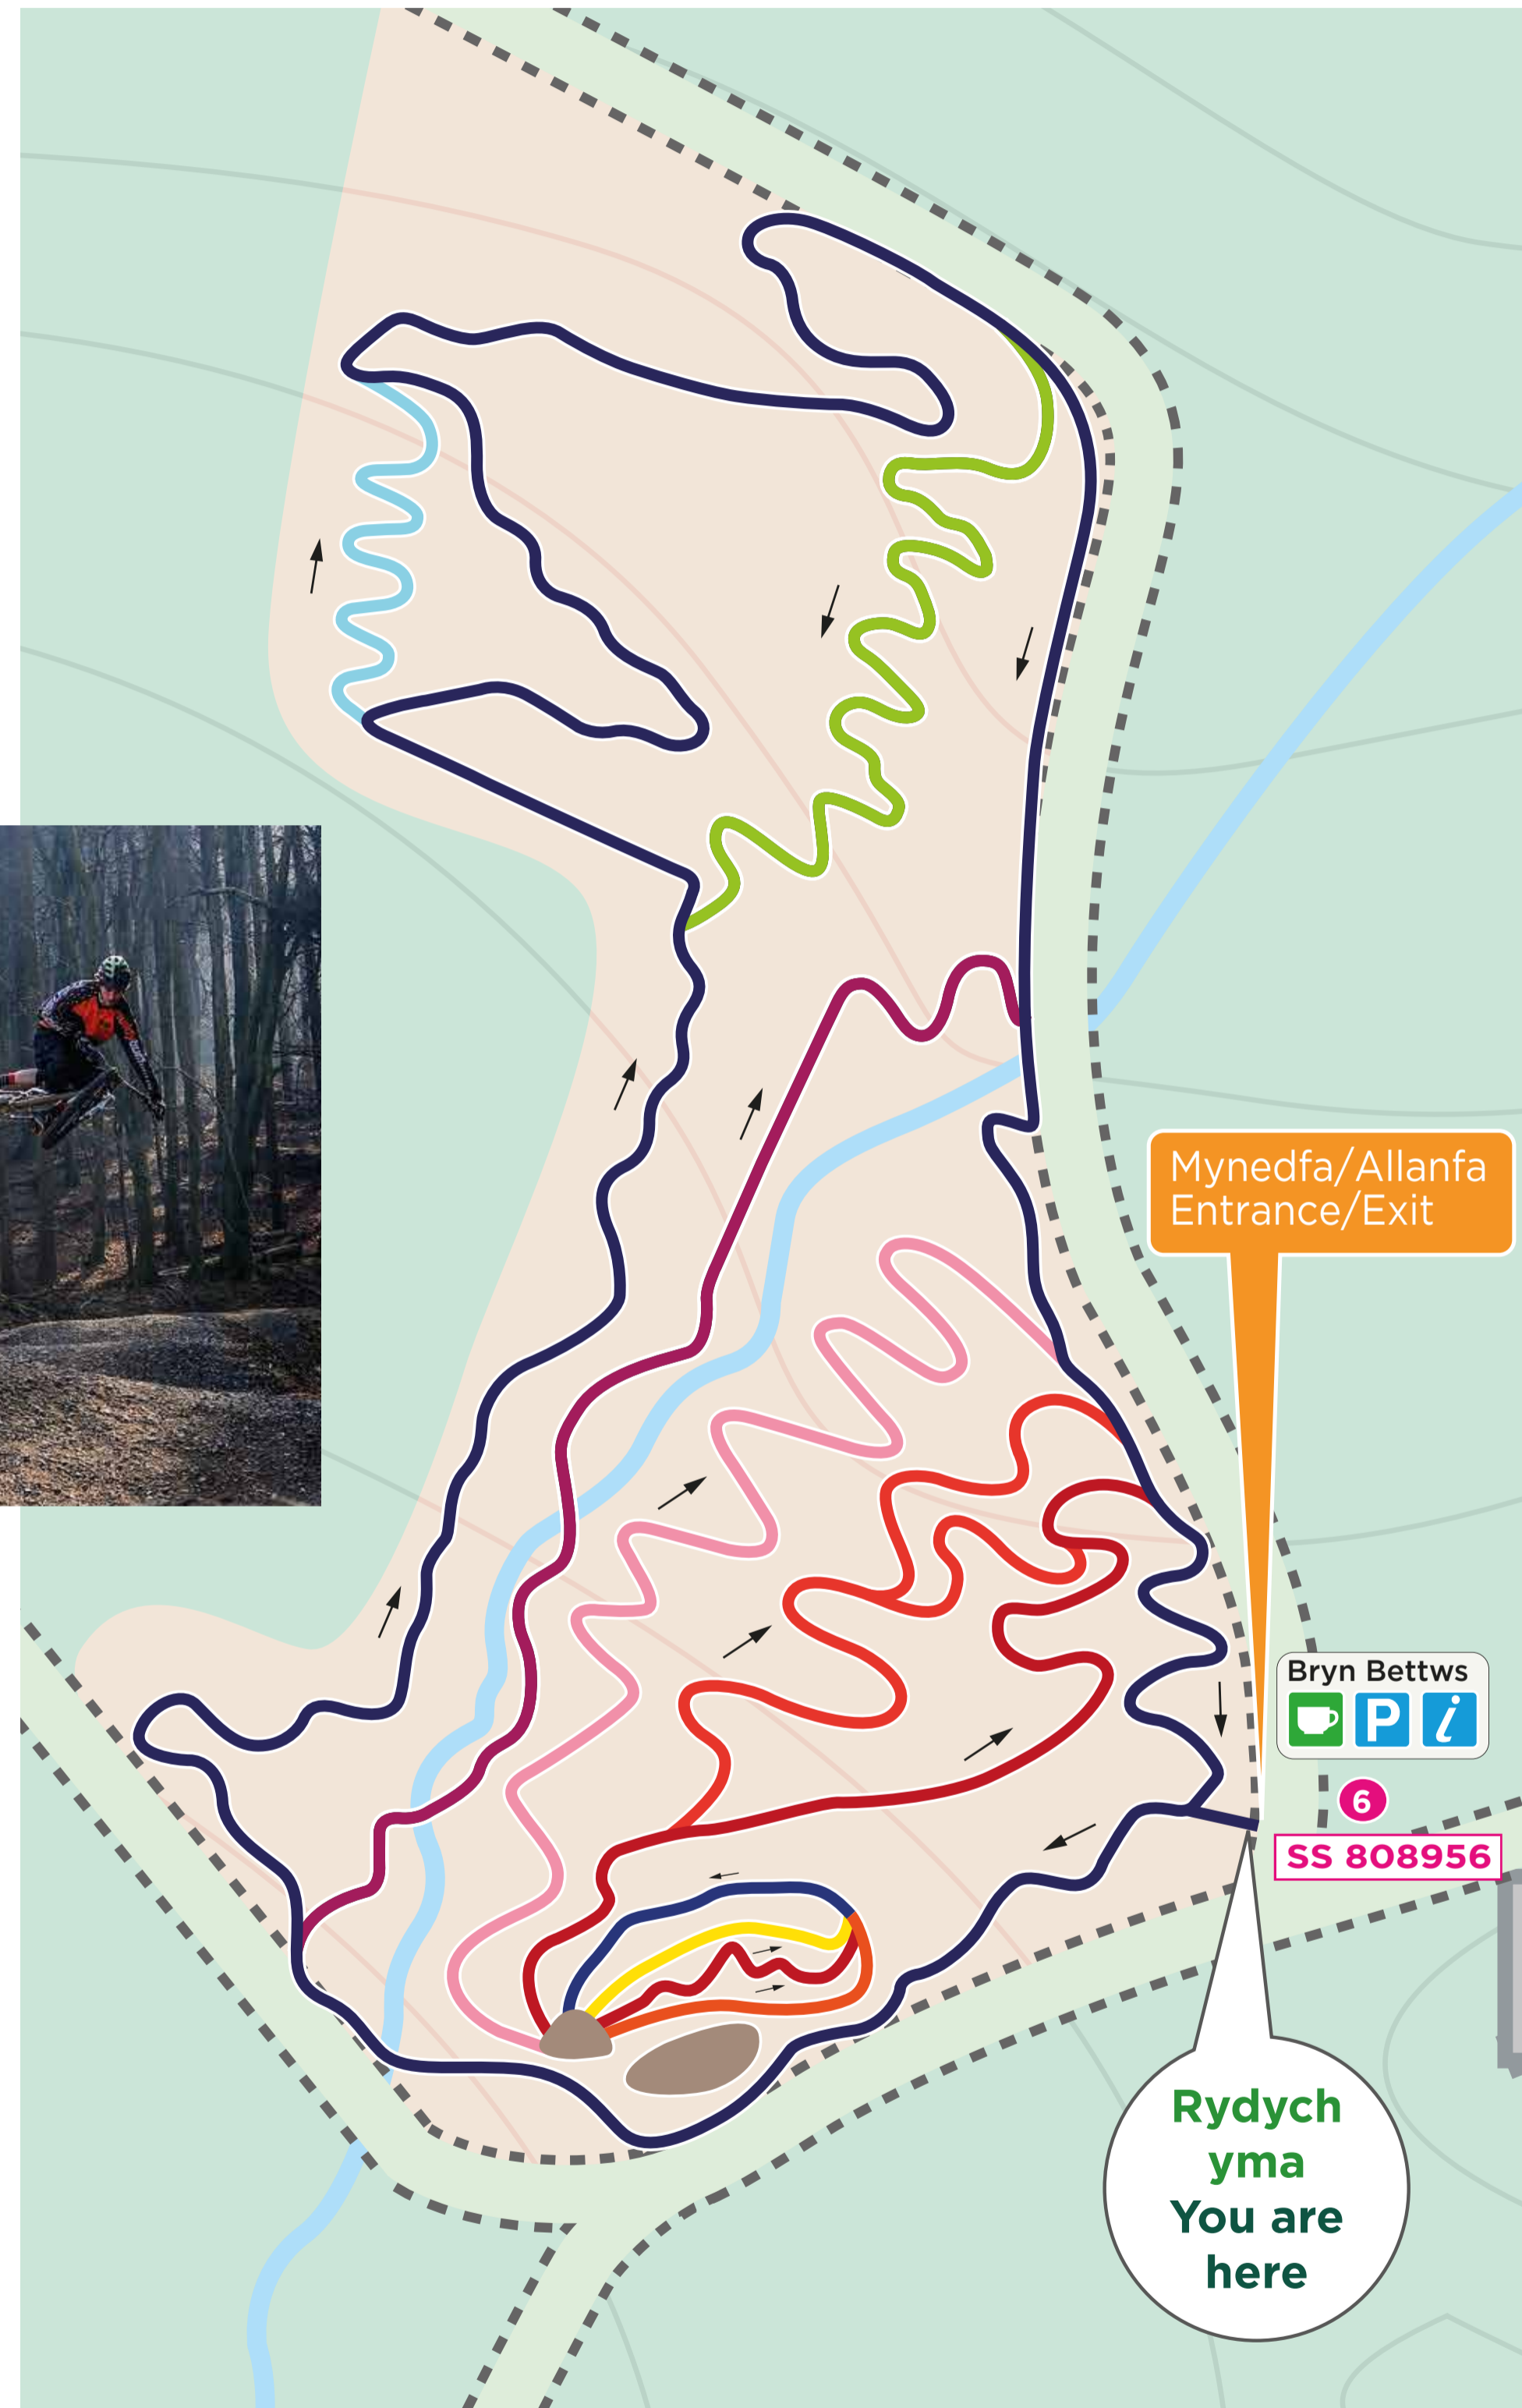 Mynedfa/Allanfa
Entrance/Exit
Bryn Bettws
P
i
6
SS 808956
Rydych
yma
You are
here